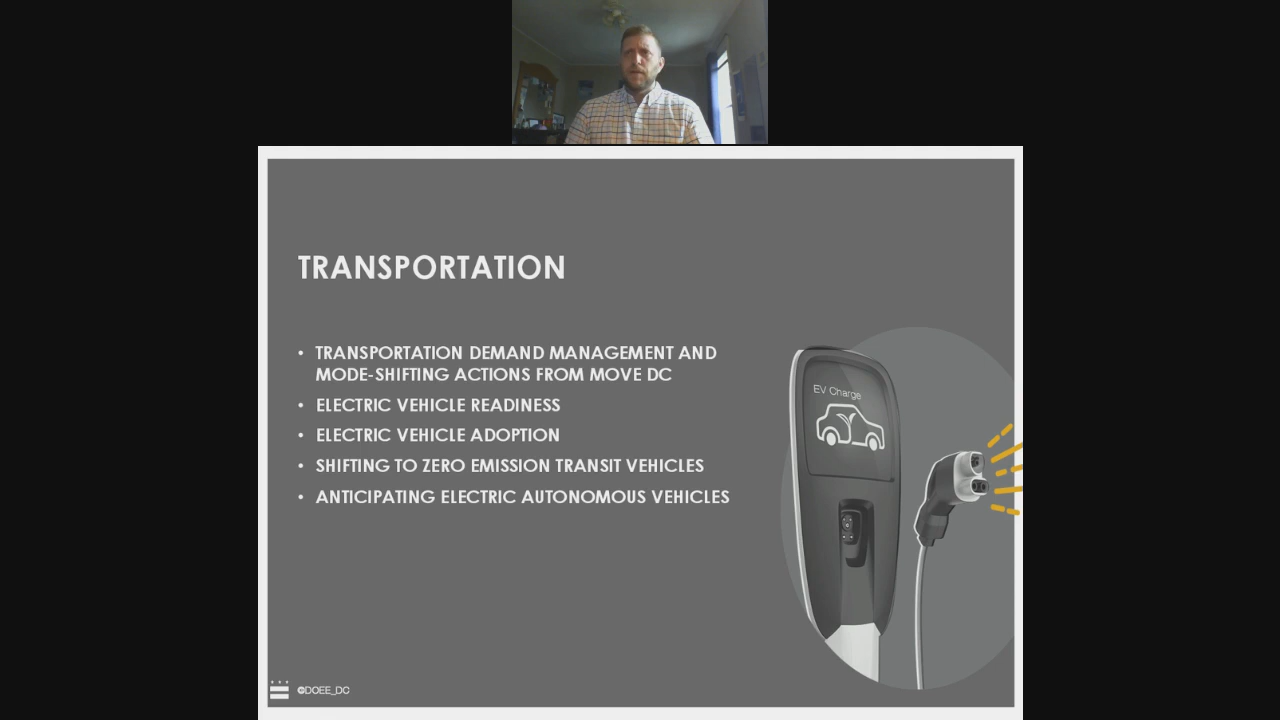 TRANSPORTATION
• TRANSPORTATION DEMAND MANAGEMENT AND
MODE-SHIFTING ACTIONS FROM MOVE DC
• ELECTRIC VEHICLE READINESS
• ELECTRIC VEHICLE ADOPTION
• SHIFTING TO ZERO EMISSION TRANSIT VEHICLES
• ANTICIPATING ELECTRIC AUTONOMOUS VEHICLES
EV Charge
@DOEE_DC